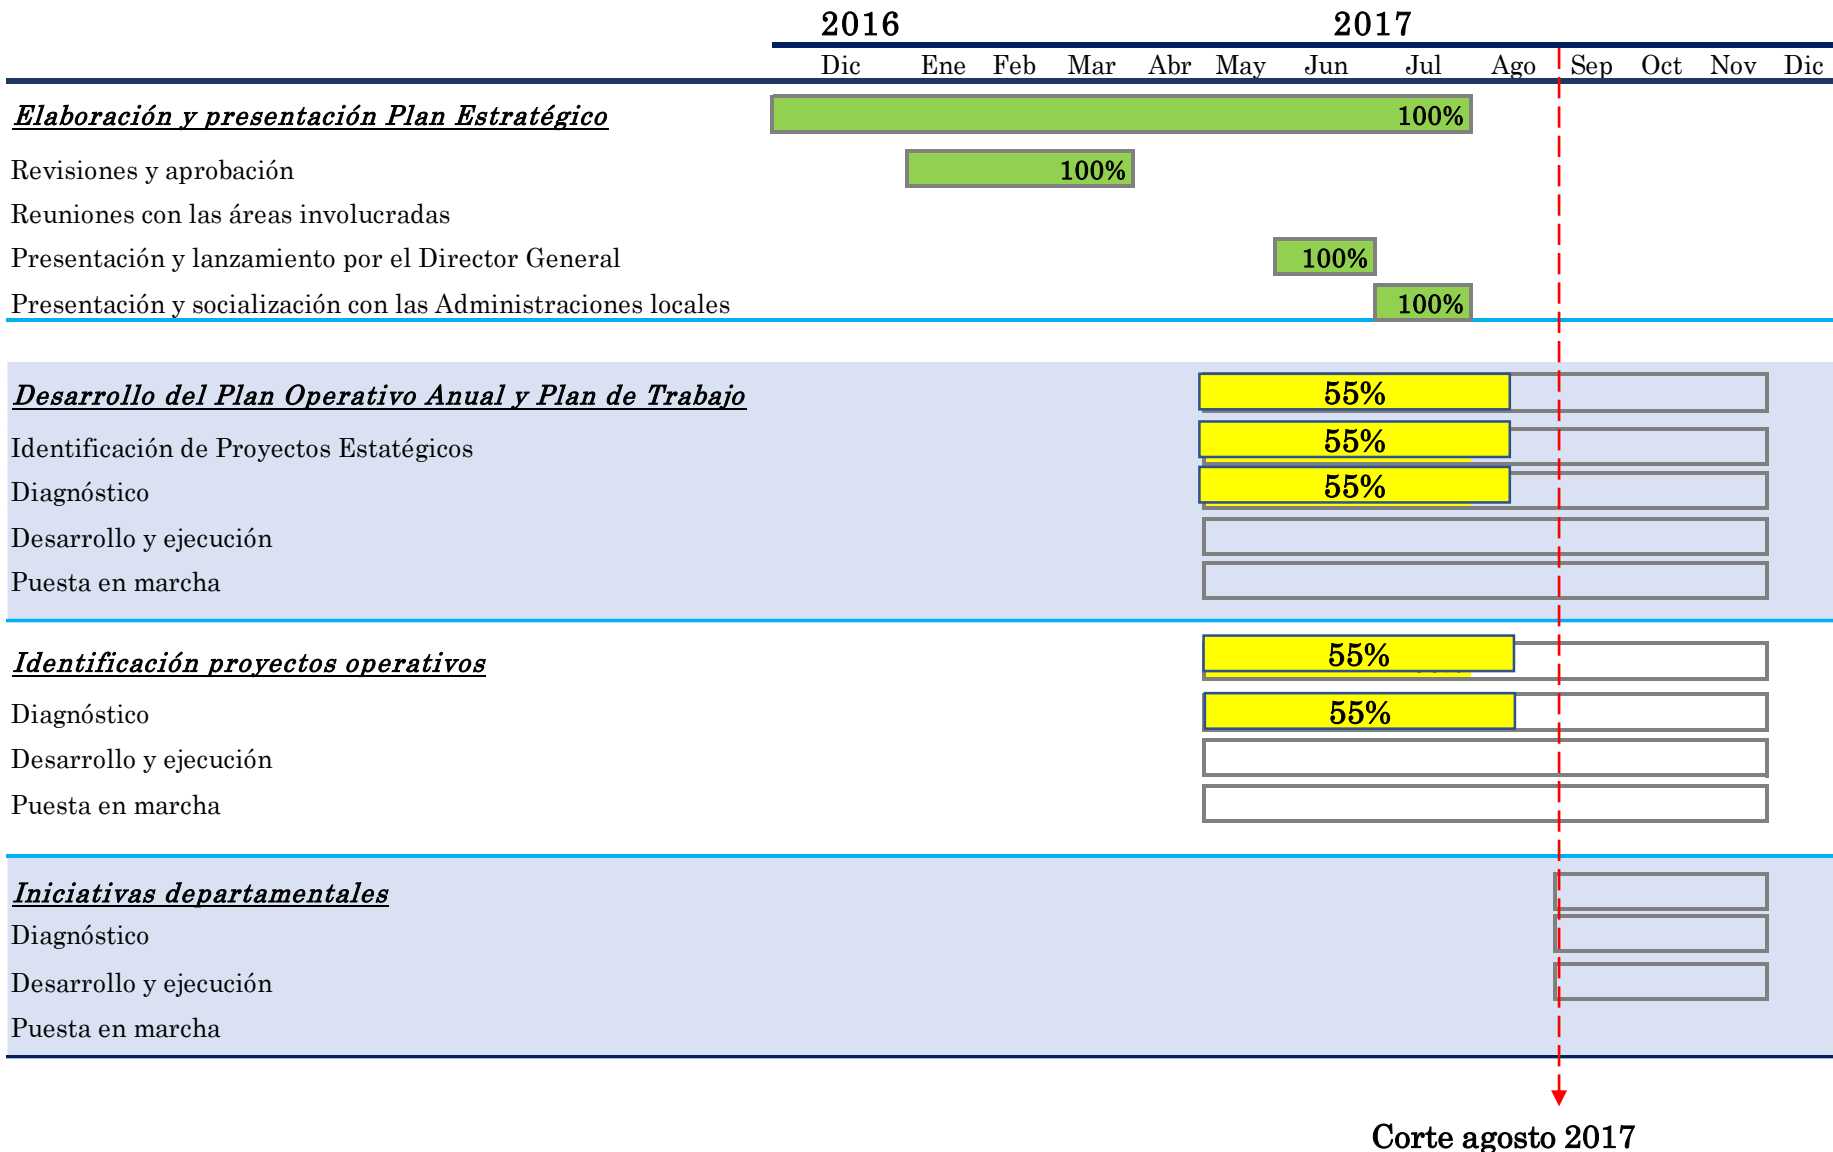 2016 2017
Dic Ene Feb Mar Abr May Jun Jul Ago Sep Oct Nov Dic
Elaboración y presentación Plan Estratégico 100%
Revisiones y aprobación 100%
Reuniones con las áreas involucradas
Presentación y lanzamiento por el Director General 100%
Presentación y socialización con las Administraciones locales 100%
Desarrollo del Plan Operativo Anual y Plan de Trabajo 55%
Identificación de Proyectos Estatégicos 55%
Diagnóstico 55%
Desarrollo y ejecución
Puesta en marcha
Identificación proyectos operativos 55%
Diagnóstico 55%
Desarrollo y ejecución
Puesta en marcha
Iniciativas departamentales
Diagnóstico
Desarrollo y ejecución
Puesta en marcha
Corte agosto 2017